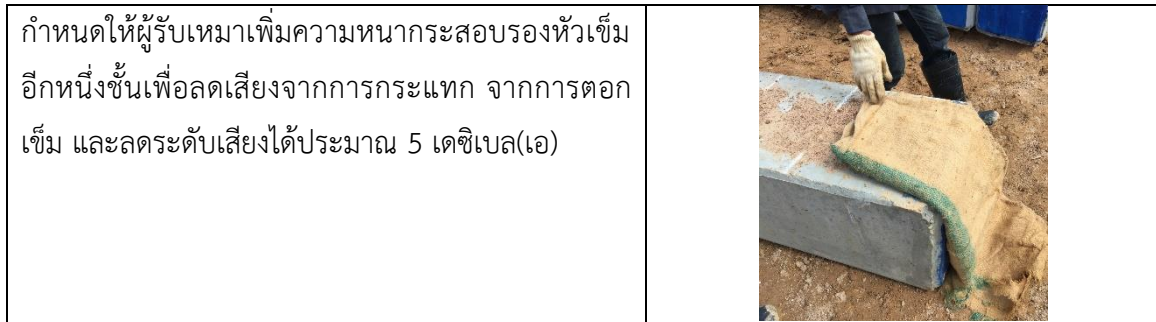 กำหนดให้ผู้รับเหมาเพิ่มความหนากระสอบรองหัวเข็ม
อีกหนึ่งชั้นเพื่อลดเสียงจากการกระแทก จากการตอก
เข็ม และลดระดับเสียงได้ประมาณ 5 เดซิเบล(เอ)